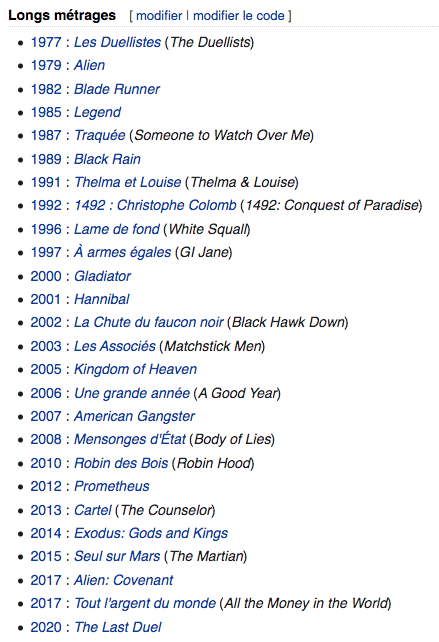 Longs métrages [ modifier | modifier le code ]
• 1977 : Les Duellistes (The Duellists)
• 1979 : Alien
• 1982 : Blade Runner
• 1985 : Legend
• 1987 : Traquée (Someone to Watch Over Me)
• 1989 : Black Rain
• 1991 : Thelma et Louise (Thelma & Louise)
• 1992 : 1492 : Christophe Colomb (1492: Conquest of Paradise)
• 1996 : Lame de fond (White Squall)
• 1997 : À armes égales (GI Jane)
• 2000 : Gladiator
• 2001 : Hannibal
• 2002 : La Chute du faucon noir (Black Hawk Down)
• 2003 : Les Associés (Matchstick Men)
• 2005 : Kingdom of Heaven
• 2006 : Une grande année (A Good Year)
• 2007 : American Gangster
• 2008 : Mensonges d'État (Body of Lies)
• 2010 : Robin des Bois (Robin Hood)
• 2012 : Prometheus
• 2013 : Cartel (The Counselor)
• 2014 : Exodus: Gods and Kings
• 2015 : Seul sur Mars (The Martian)
• 2017 : Alien: Covenant
• 2017 : Tout l'argent du monde (All the Money in the World)
• 2020 : The Last Duel